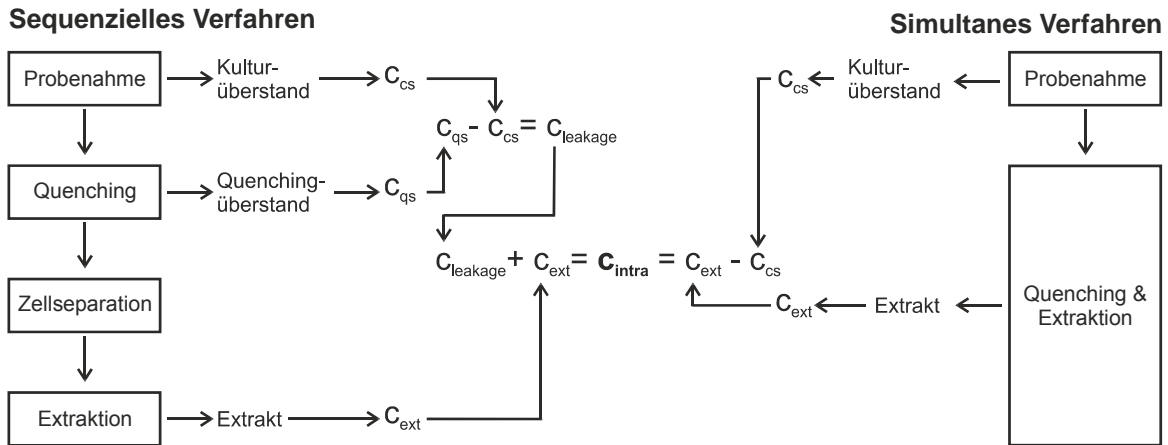 Sequenzielles Verfahren
Simultanes Verfahren
Probenahme
Kultur-
überstand
c_cs
c_cs
Kultur-
überstand
Probenahme
c_qs - c_cs = c_leakage
Quenching
Quenching-
überstand
c_qs
c_leakage + c_ext = c_intra = c_ext - c_cs
Zellseparation
c_ext
Extrakt
Quenching &
Extraktion
Extraktion
Extrakt
c_ext